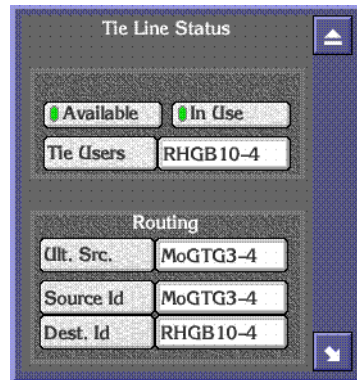 Tie Line Status
Available In Use
Tie Users RHGB10-4
Routing
Ult. Src. MoGTG3-4
Source Id MoGTG3-4
Dest. Id RHGB10-4